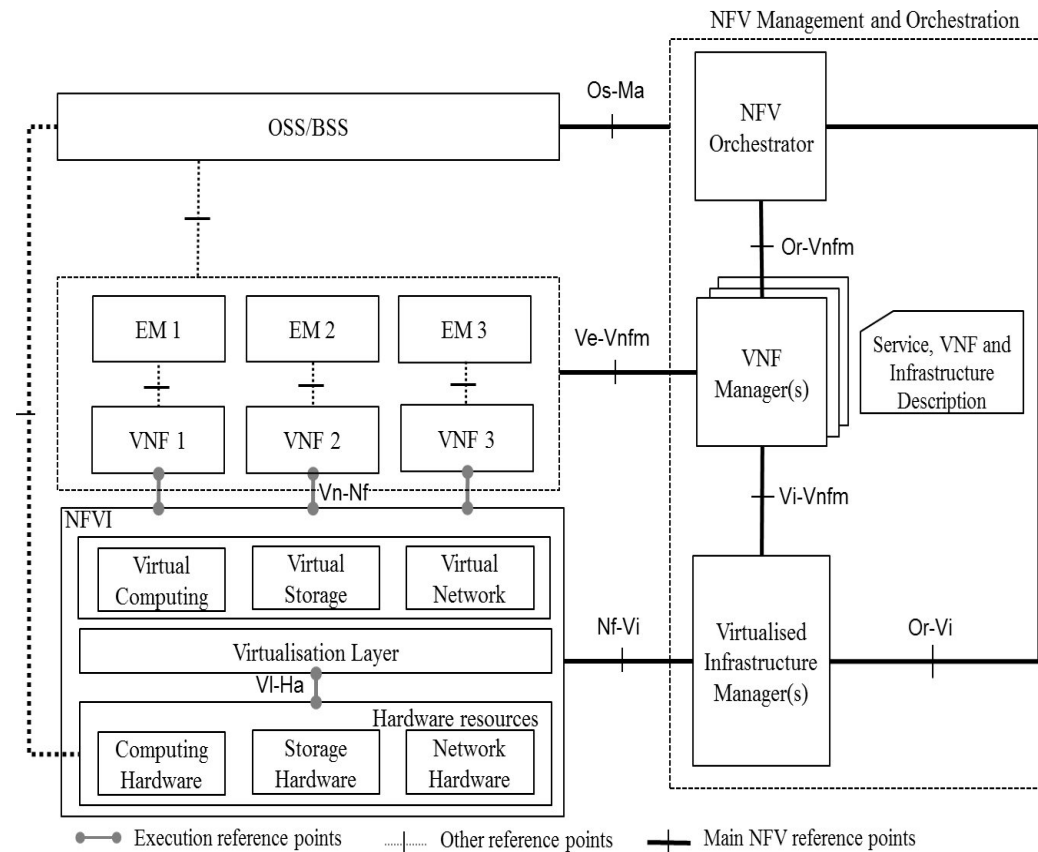 NFV Management and Orchestration
Os-Ma
OSS/BSS
NFV
Orchestrator
Or-Vnfm
EM 1
EM 2
EM 3
Ve-Vnfm
VNF
Manager(s)
Service, VNF and
Infrastructure
Description
VNF 1
VNF 2
VNF 3
Vn-Nf
Vi-Vnfm
NFVI
Virtual
Computing
Virtual
Storage
Virtual
Network
Nf-Vi
Virtualised
Infrastructure
Manager(s)
Or-Vi
Virtualisation Layer
Vl-Ha
Hardware resources
Computing
Hardware
Storage
Hardware
Network
Hardware
Execution reference points
Other reference points
Main NFV reference points